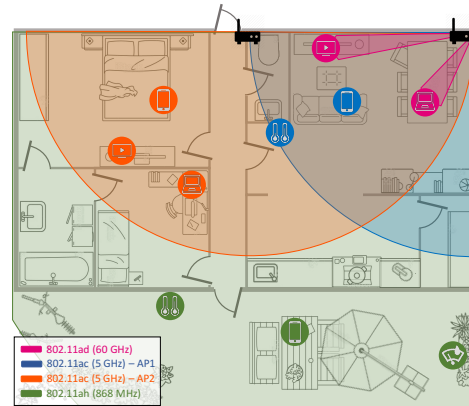 802.11ad (60 GHz)
802.11ac (5 GHz) – AP1
802.11ac (5 GHz) – AP2
802.11ah (868 MHz)